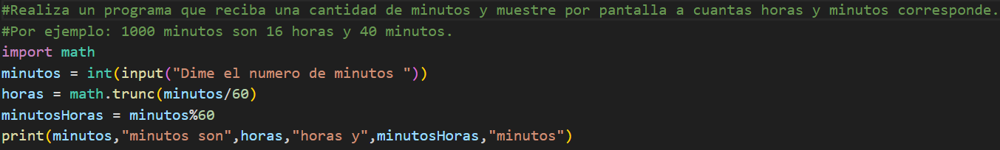 #Realiza un programa que reciba una cantidad de minutos y muestre por pantalla a cuantas horas y minutos corresponde.
#Por ejemplo: 1000 minutos son 16 horas y 40 minutos.
import math
minutos = int(input("Dime el numero de minutos "))
horas = math.trunc(minutos/60)
minutosHoras = minutos%60
print(minutos,"minutos son",horas,"horas y",minutosHoras,"minutos")